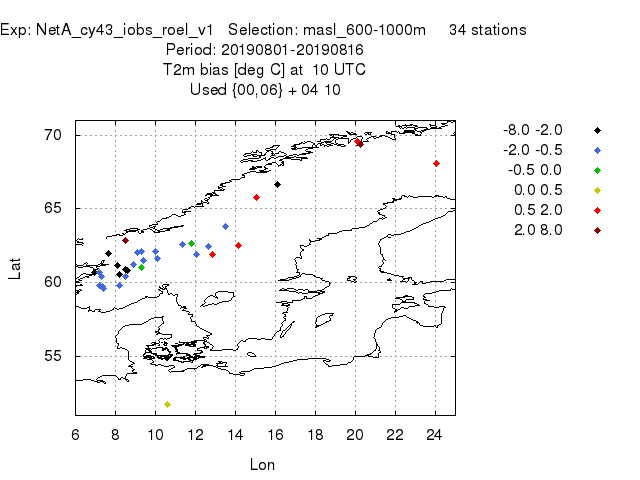 Exp: NetA_cy43_iobs_roel_v1 Selection: masl_600-1000m 34 stations
Period: 20190801-20190816
T2m bias [deg C] at 10 UTC
Used {00,06} + 04 10
70
65
60
55
Lat
6 8 10 12 14 16 18 20 22 24
Lon
-8.0 -2.0
-2.0 -0.5
-0.5 0.0
0.0 0.5
0.5 2.0
2.0 8.0